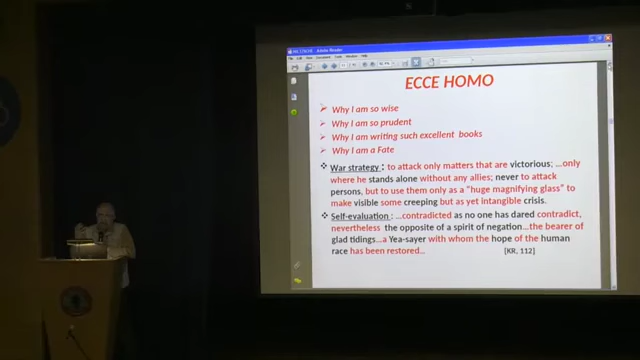 ECCE HOMO
Why I am so wise
Why I am so prudent
Why I am writing such excellent books
Why I am a Fate
War strategy : to attack only matters that are victorious; ...only
where he stands alone without any allies; never to attack
persons, but to use them only as a "huge magnifying glass" to
make visible some creeping but as yet intangible crisis.
Self-evaluation : ...contradicted as no one has dared contradict,
nevertheless the opposite of a spirit of negation...the bearer of
glad tidings...a Yea-sayer with whom the hope of the human
race has been restored... [KR, 112]